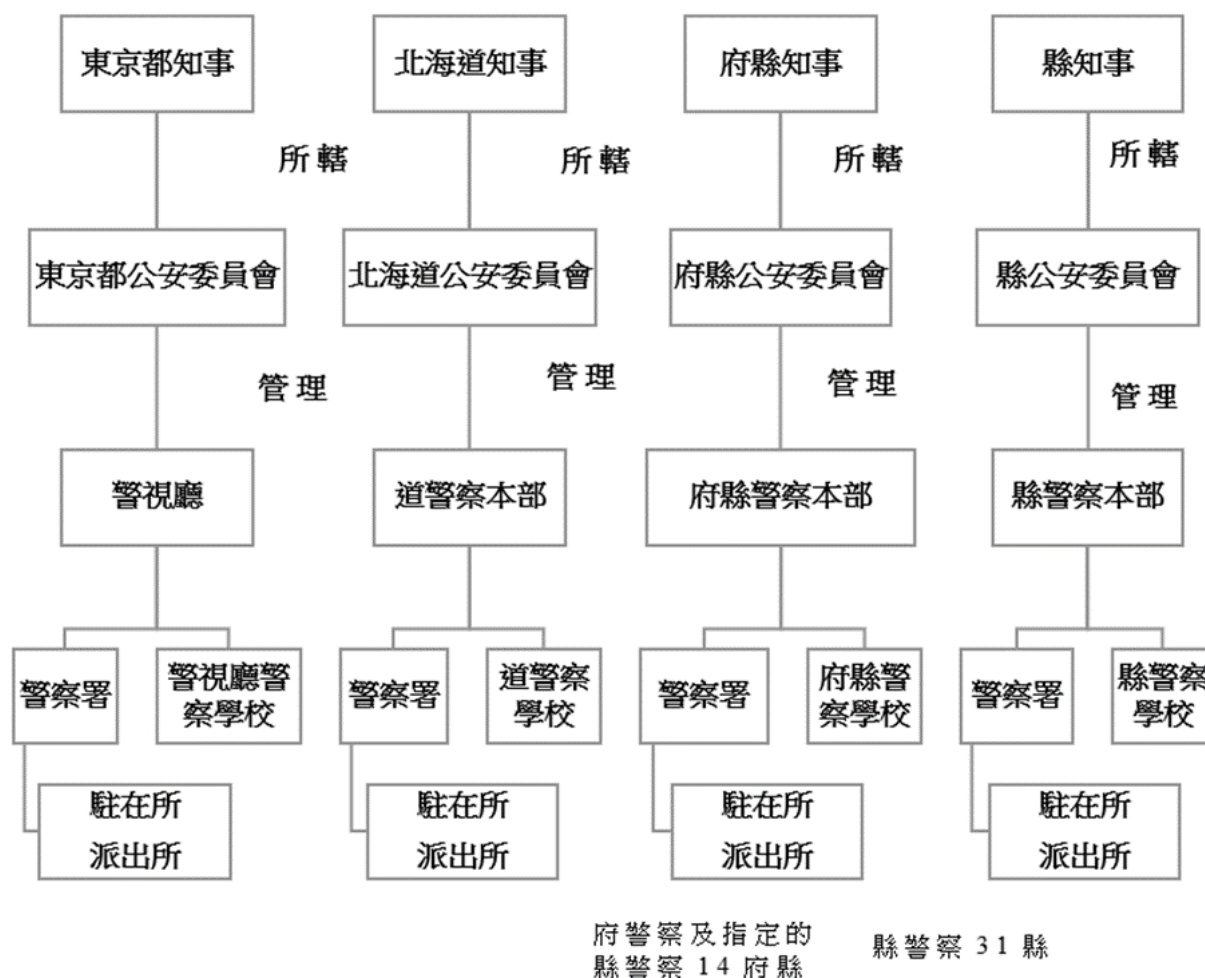 東京都知事
北海道知事
府縣知事
縣知事
所轄
所轄
所轄
所轄
東京都公安委員會
北海道公安委員會
府縣公安委員會
縣公安委員會
管理
管理
管理
管理
警視廳
道警察本部
府縣警察本部
縣警察本部
警察署
警視廳警
察學校
警察署
道警察
學校
警察署
府縣警
察學校
警察署
縣警察
學校
駐在所
派出所
駐在所
派出所
駐在所
派出所
駐在所
派出所
府警察及指定的
縣警察 14 府縣
縣警察 31 縣